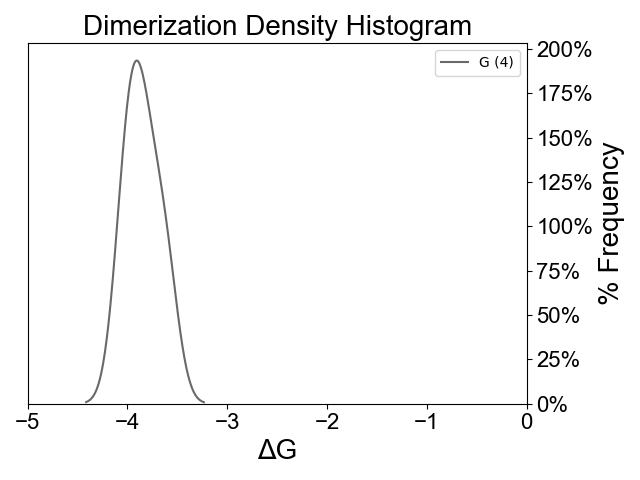 Dimerization Density Histogram
G (4)
200%
175%
150%
125%
100%
75%
50%
25%
0%
% Frequency
−5 −4 −3 −2 −1 0
ΔG